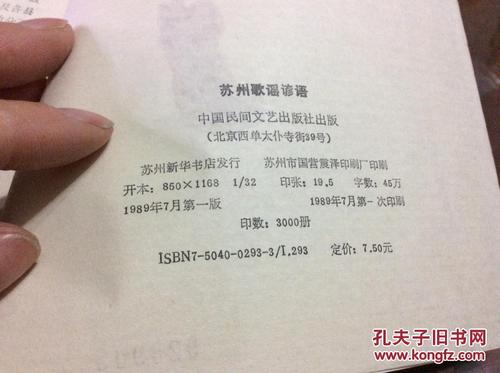 苏州歌谣谚语
中国民间文艺出版社出版
(北京西单太仆寺街39号)
苏州新华书店发行 苏州市国营震泽印刷厂印刷
开本：850×1168 1/32 印张：19.5 字数：45万
1989年7月第一版 1989年7月第一次印刷
印数：3000册
ISBN7-5040-0293-3/I.293 定价：7.50元
孔夫子旧书网
www.kongfz.com